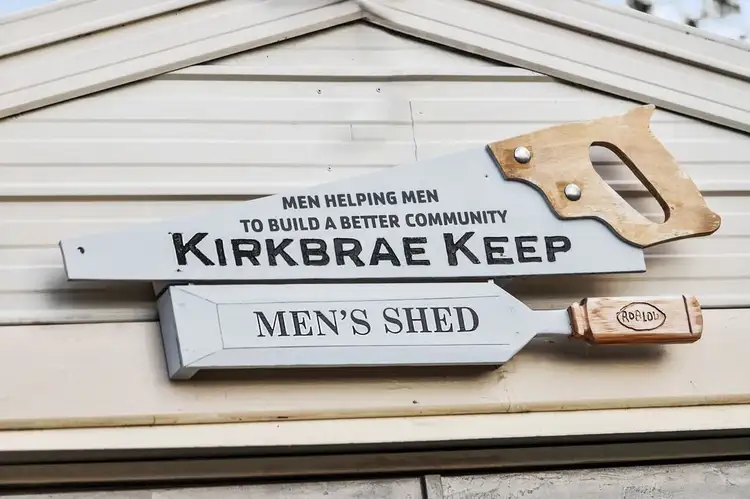 MEN HELPING MEN
TO BUILD A BETTER COMMUNITY
KIRKBRAE KEEP
MEN'S SHED